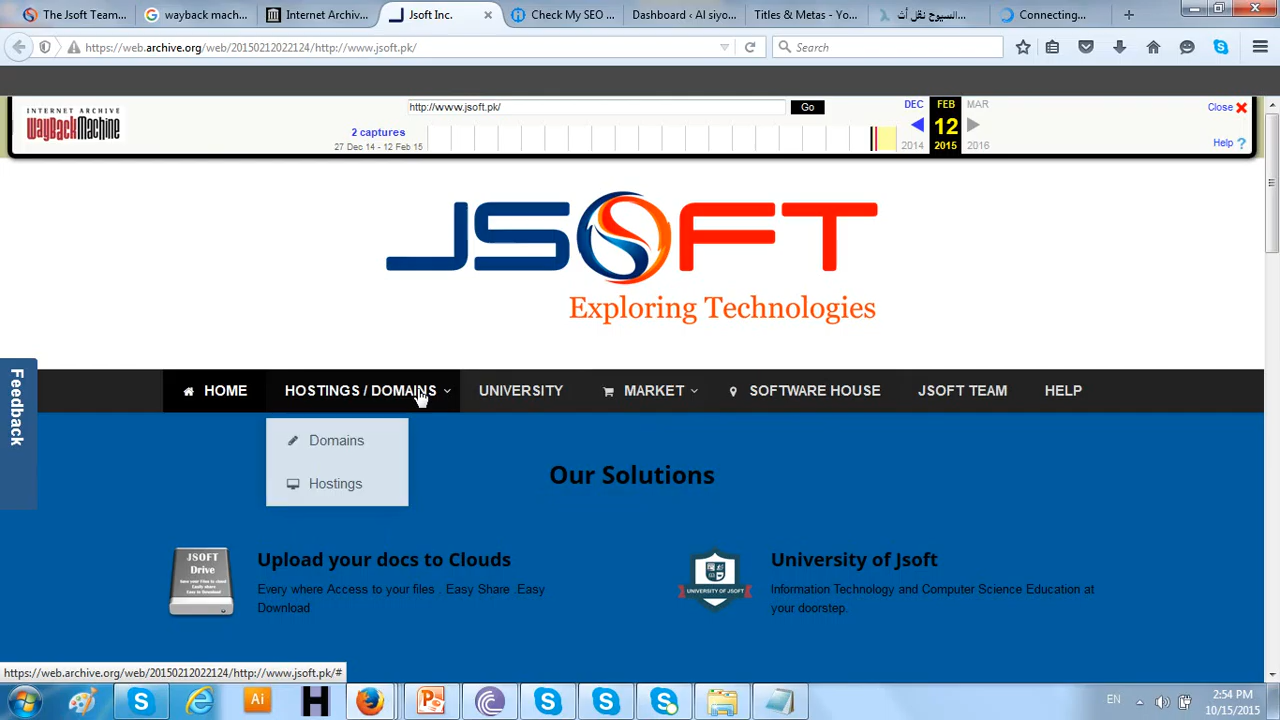 The Jsoft Team...
wayback mach...
Internet Archiv...
Jsoft Inc.
Check My SEO ...
Dashboard ‹ Al siyo...
Titles & Metas - Yo...
Connecting...
https://web.archive.org/web/20150212022124/http://www.jsoft.pk/
Search
INTERNET ARCHIVE
WayBackMachine
http://www.jsoft.pk/
Go
DEC
FEB
MAR
Close
2 captures
12
27 Dec 14 - 12 Feb 15
2014
2015
2016
Help ?
JSOFT
Exploring Technologies
Feedback
HOME
HOSTINGS / DOMAINS
UNIVERSITY
MARKET
SOFTWARE HOUSE
JSOFT TEAM
HELP
Domains
Hostings
Our Solutions
JSOFT
Drive
Upload your docs to Clouds
Every where Access to your files . Easy Share .Easy
Download
UNIVERSITY OF JSOFT
University of Jsoft
Information Technology and Computer Science Education at
your doorstep.
https://web.archive.org/web/20150212022124/http://www.jsoft.pk/#
Ai
EN
2:54 PM
10/15/2015